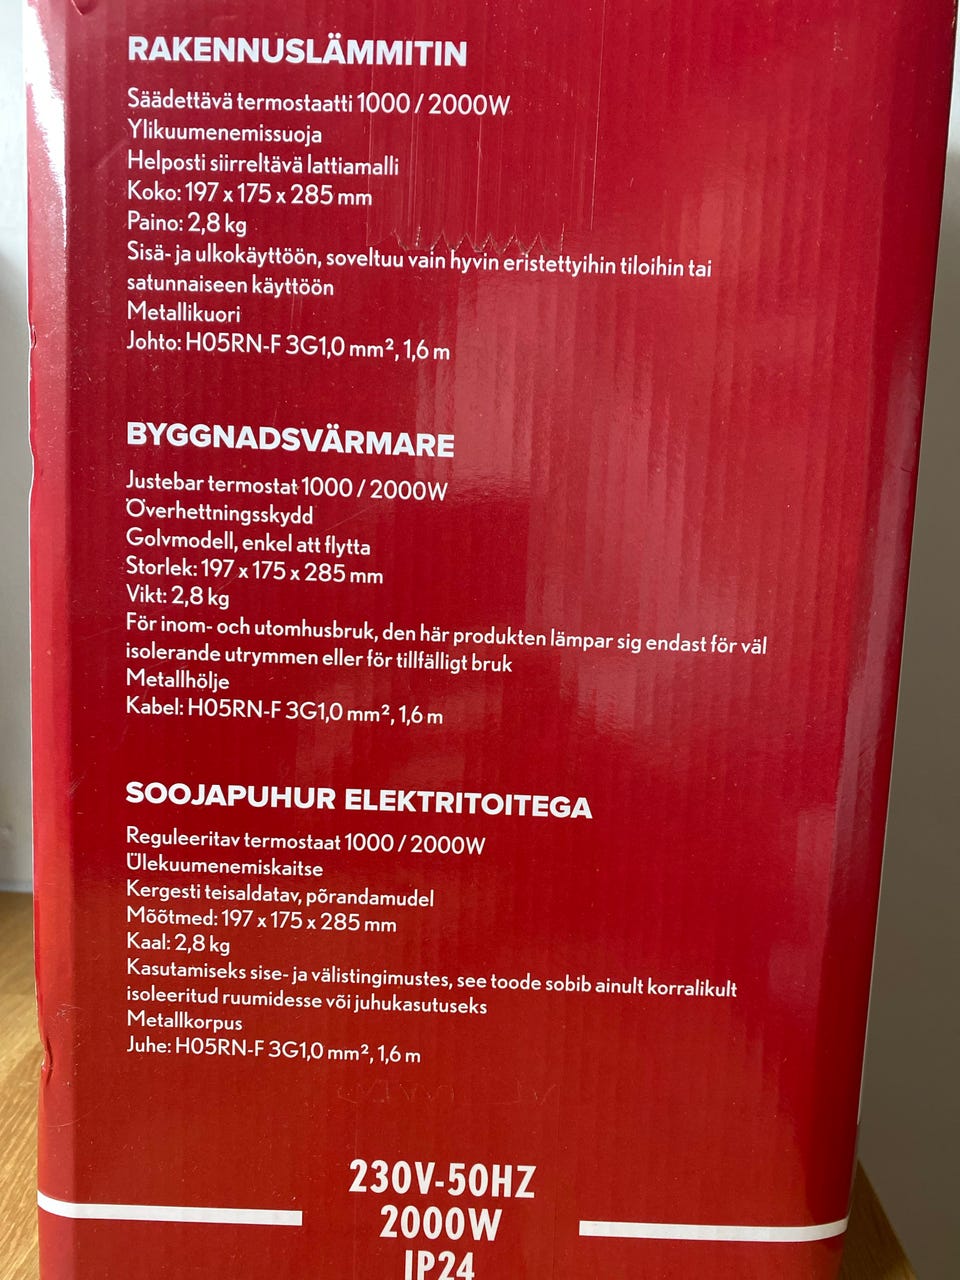 RAKENNUSLÄMMITIN
Säädettävä termostaatti 1000 / 2000W
Ylikuumenemissuoja
Helposti siirreltävä lattiamalli
Koko: 197 x 175 x 285 mm
Paino: 2,8 kg
Sisä- ja ulkokäyttöön, soveltuu vain hyvin eristettyihin tiloihin tai
satunnaiseen käyttöön
Metallikuori
Johto: H05RN-F 3G1,0 mm², 1,6 m
BYGGNADSVÄRMARE
Justebar termostat 1000 / 2000W
Överhettningsskydd
Golvmodell, enkel att flytta
Storlek: 197 x 175 x 285 mm
Vikt: 2,8 kg
För inom- och utomhusbruk, den här produkten lämpar sig endast för väl
isolerande utrymmen eller för tillfälligt bruk
Metallhölje
Kabel: H05RN-F 3G1,0 mm², 1,6 m
SOOJAPUHUR ELEKTRITOITEGA
Reguleeritav termostaat 1000 / 2000W
Ülekuumenemiskaitse
Kergesti teisaldatav, põrandamudel
Mõõtmed: 197 x 175 x 285 mm
Kaal: 2,8 kg
Kasutamiseks sise- ja välistingimustes, see toode sobib ainult korralikult
isoleeritud ruumidesse või juhukasutuseks
Metallkorpus
Juhe: H05RN-F 3G1,0 mm², 1,6 m
230V-50HZ
2000W
IP24